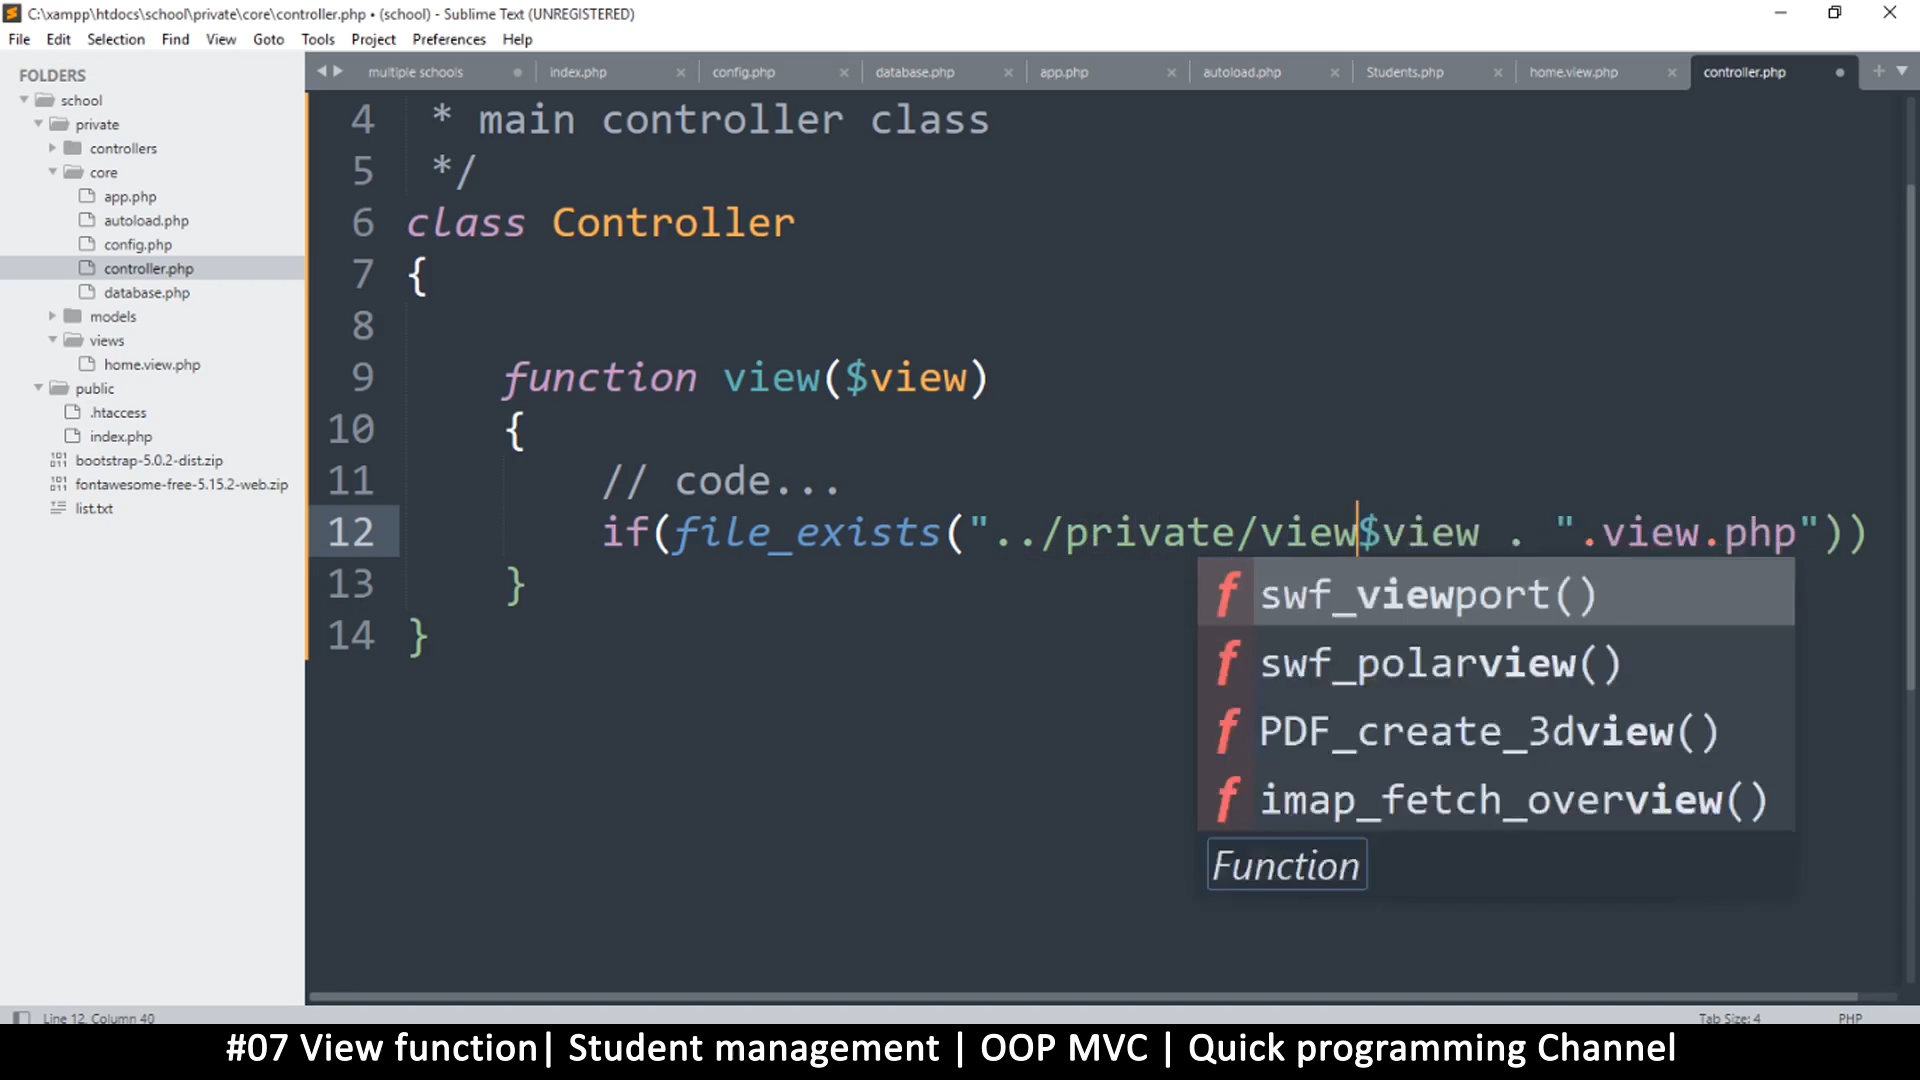 C:\xampp\htdocs\school\private\core\controller.php • (school) - Sublime Text (UNREGISTERED)
File Edit Selection Find View Goto Tools Project Preferences Help
FOLDERS
school
private
controllers
core
app.php
autoload.php
config.php
controller.php
database.php
models
views
home.view.php
public
.htaccess
index.php
bootstrap-5.0.2-dist.zip
fontawesome-free-5.15.2-web.zip
list.txt
multiple schools index.php config.php database.php app.php autoload.php Students.php home.view.php controller.php
4 * main controller class
5 */
6 class Controller
7 {
8
9 function view($view)
10 {
11 // code...
12 if(file_exists("../private/view$view . ".view.php"))
13 }
14 }
f swf_viewport()
f swf_polarview()
f PDF_create_3dview()
f imap_fetch_overview()
Function
Line 12, Column 40 Tab Size: 4 PHP
#07 View function| Student management | OOP MVC | Quick programming Channel